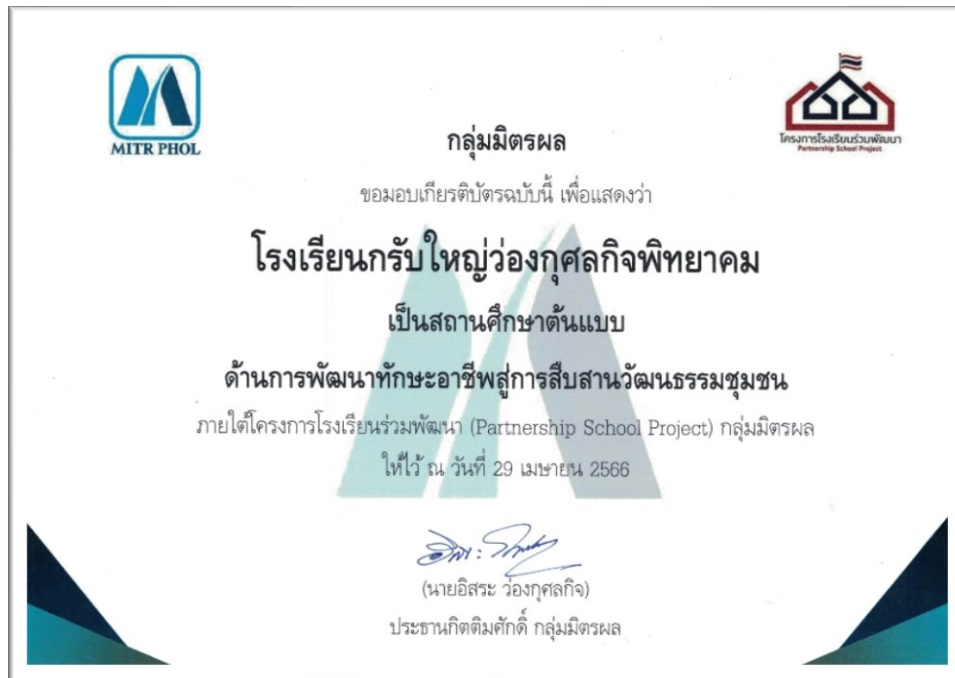 MITR PHOL
โครงการโรงเรียนร่วมพัฒนา
Partnership School Project
กลุ่มมิตรผล
ขอมอบเกียรติบัตรฉบับนี้ เพื่อแสดงว่า
โรงเรียนกรับใหญ่ว่องกุศลกิจพิทยาคม
เป็นสถานศึกษาต้นแบบ
ด้านการพัฒนาทักษะอาชีพสู่การสืบสานวัฒนธรรมชุมชน
ภายใต้โครงการโรงเรียนร่วมพัฒนา (Partnership School Project) กลุ่มมิตรผล
ให้ไว้ ณ วันที่ 29 เมษายน 2566
(นายอิสระ ว่องกุศลกิจ)
ประธานกิตติมศักดิ์ กลุ่มมิตรผล